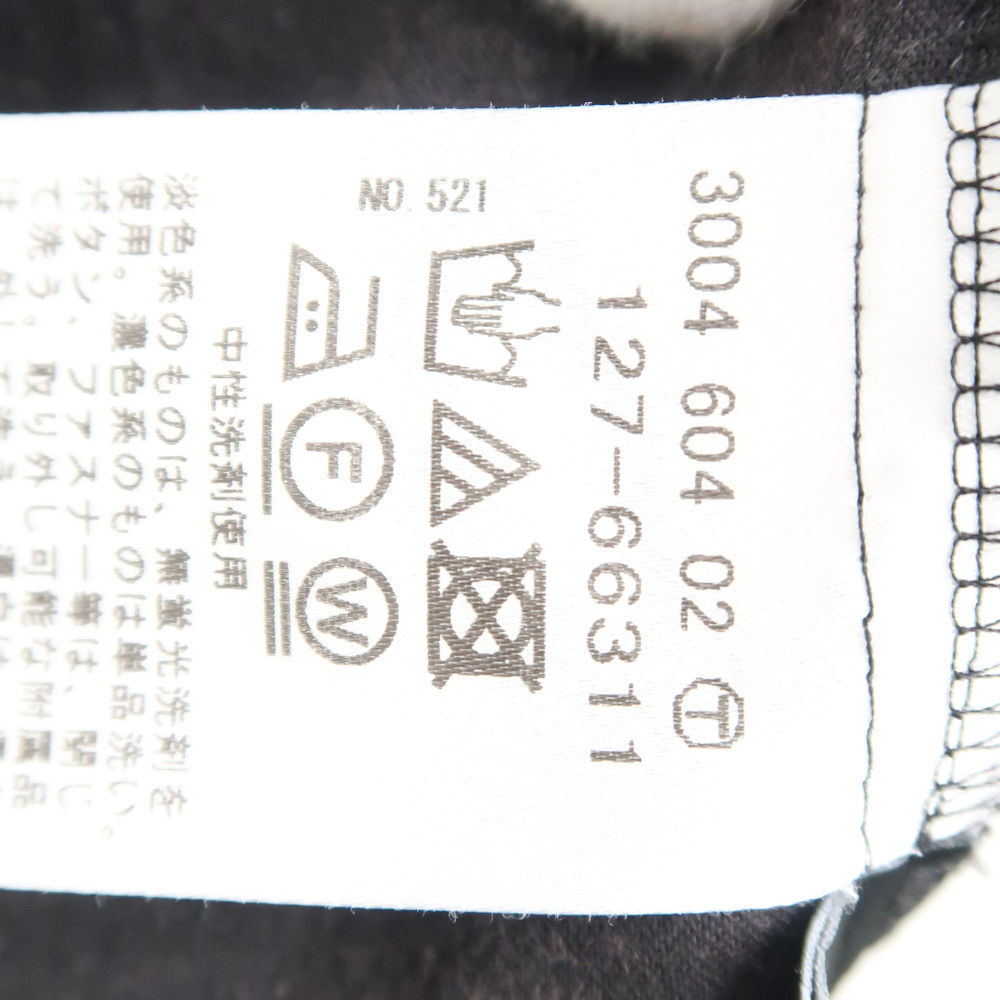 3004 604 02 Ⓣ
127-66311
NO. 521
F
W
中性洗剤使用
淡色系のものは、無蛍光洗剤を
使用。濃色系のものは単品洗い。
ボタン、ファスナー等は、閉じ
て洗う。取り外し可能な附属品